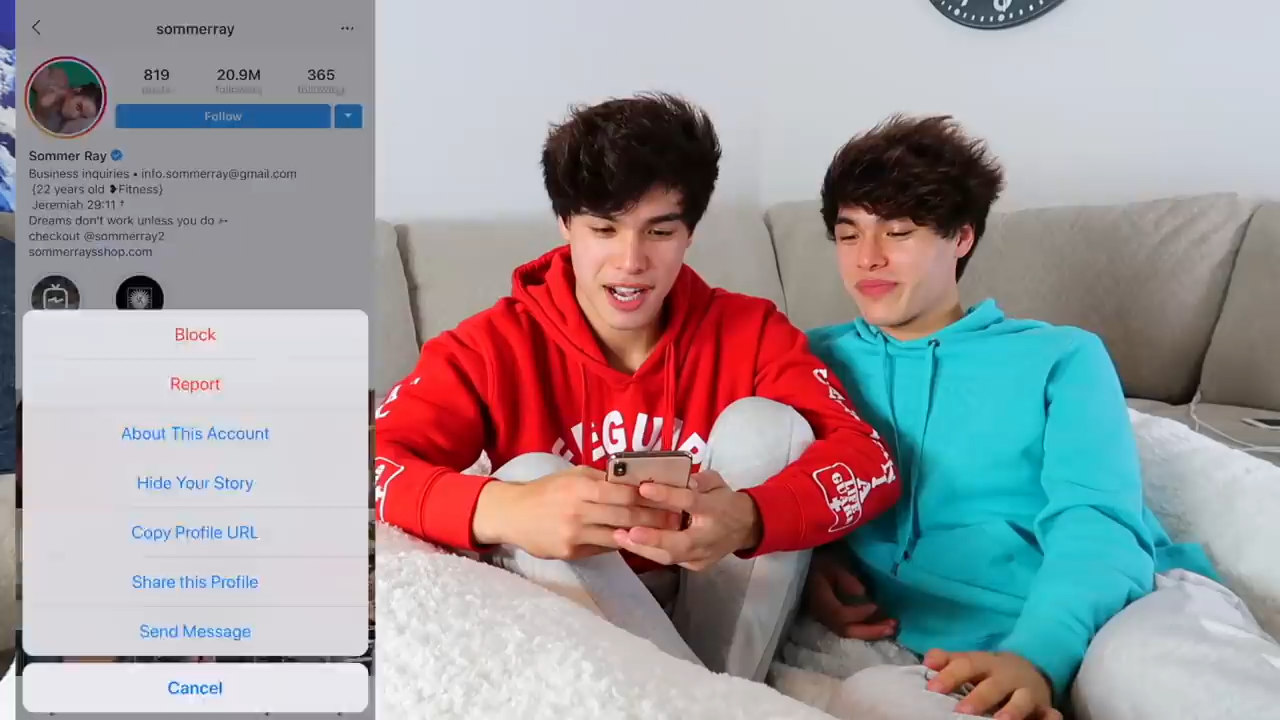 sommerray
819
20.9M
365
following
Follow
Sommer Ray
Business inquiries • info.sommerray@gmail.com
{22 years old ❥Fitness}
Jeremiah 29:11 †
Dreams don't work unless you do ➳
checkout @sommerray2
sommerraysshop.com
Block
Report
About This Account
Hide Your Story
Copy Profile URL
Share this Profile
Send Message
Cancel